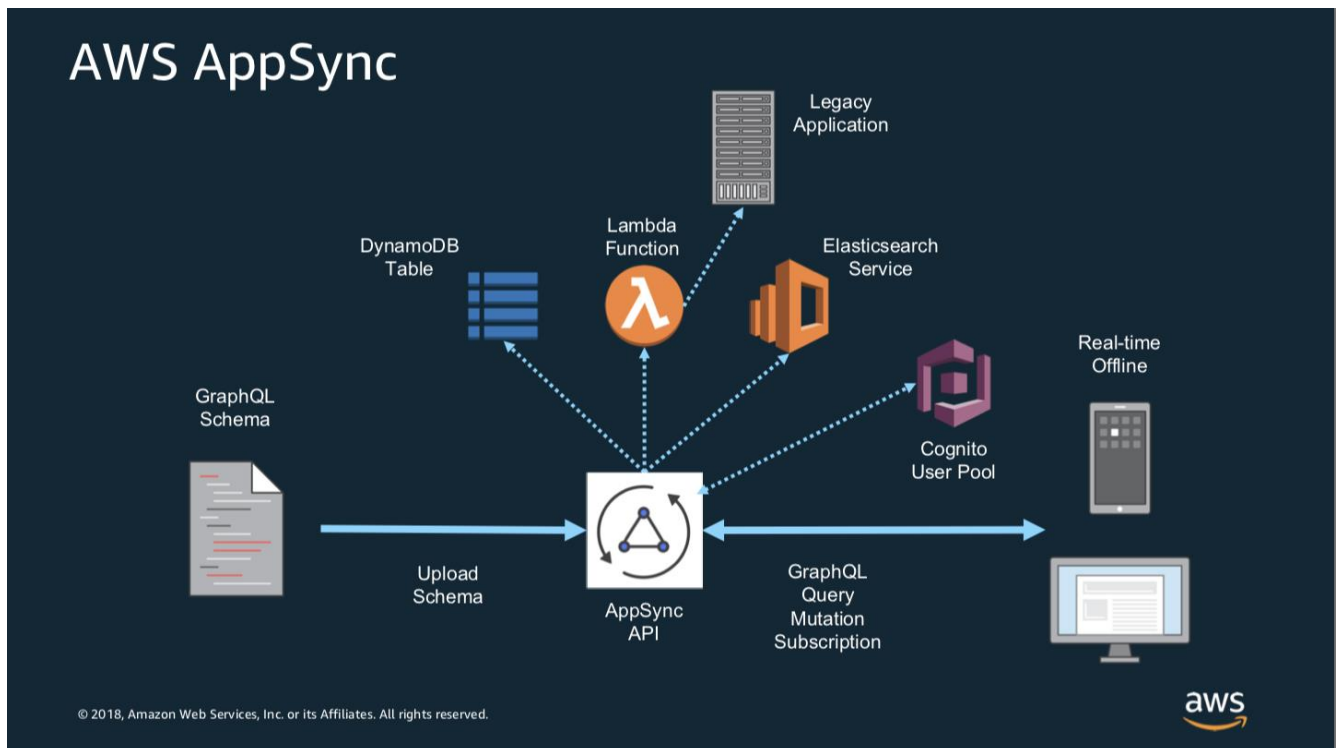 AWS AppSync
Legacy
Application
Lambda
Function
DynamoDB
Table
Elasticsearch
Service
Real-time
Offline
GraphQL
Schema
Cognito
User Pool
Upload
Schema
GraphQL
Query
Mutation
Subscription
AppSync
API
© 2018, Amazon Web Services, Inc. or its Affiliates. All rights reserved.
aws